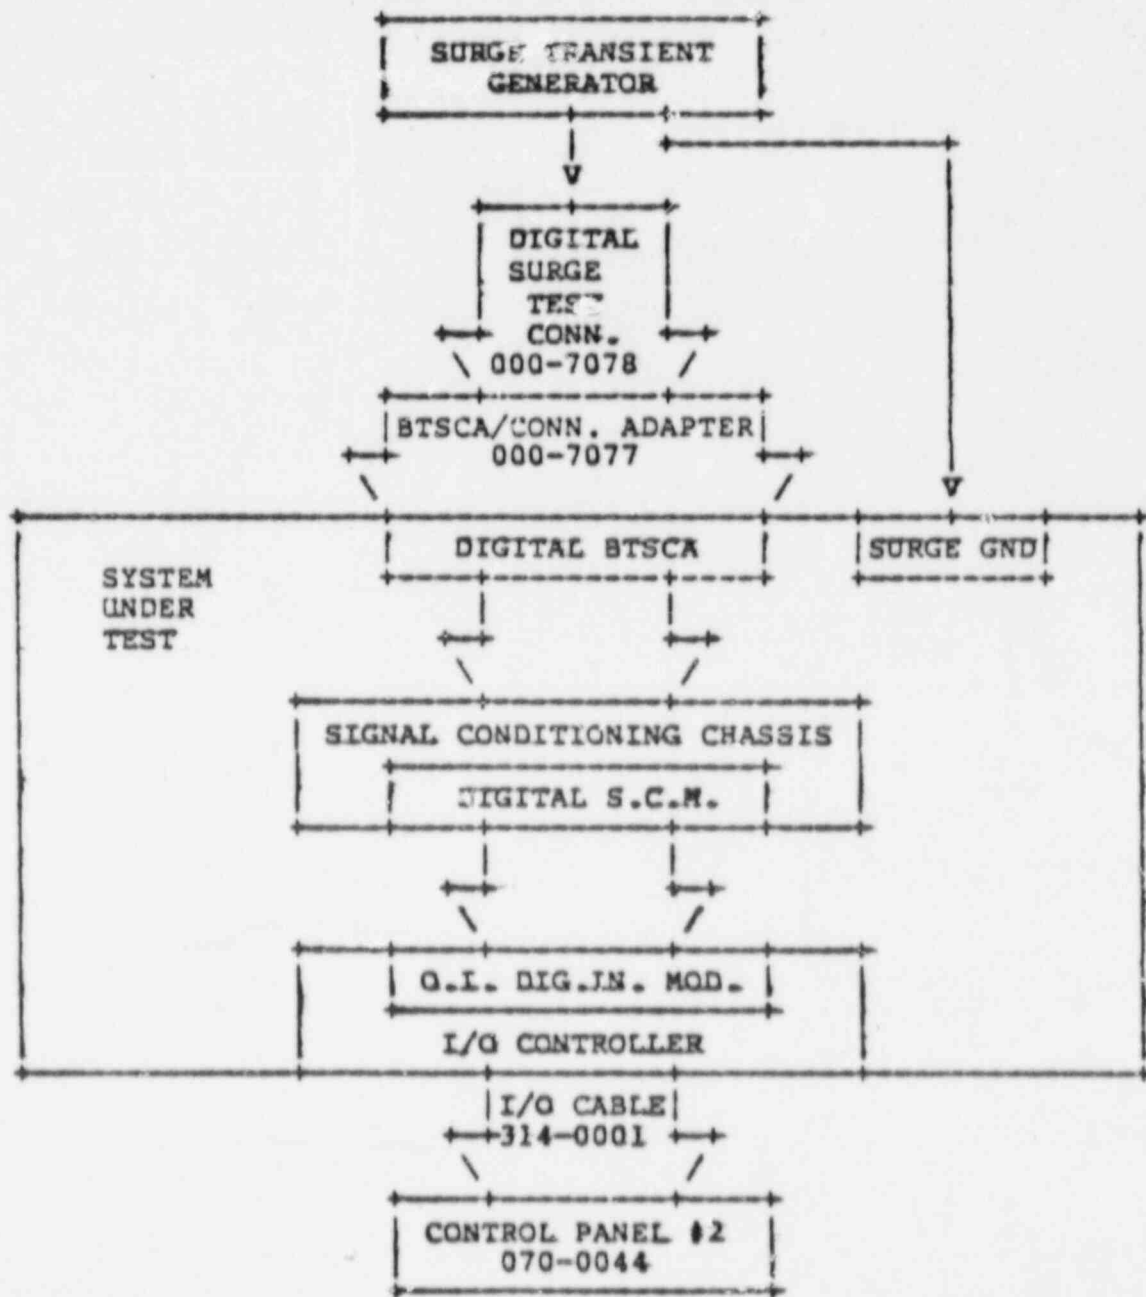 SURGE TRANSIENT
GENERATOR
DIGITAL
SURGE
TEST
CONN.
000-7078
BTSCA/CONN. ADAPTER
000-7077
DIGITAL BTSCA
SURGE GND
SYSTEM
UNDER
TEST
SIGNAL CONDITIONING CHASSIS
DIGITAL S.C.M.
O.I. DIG.IN. MOD.
I/O CONTROLLER
I/O CABLE
314-0001
CONTROL PANEL #2
070-0044